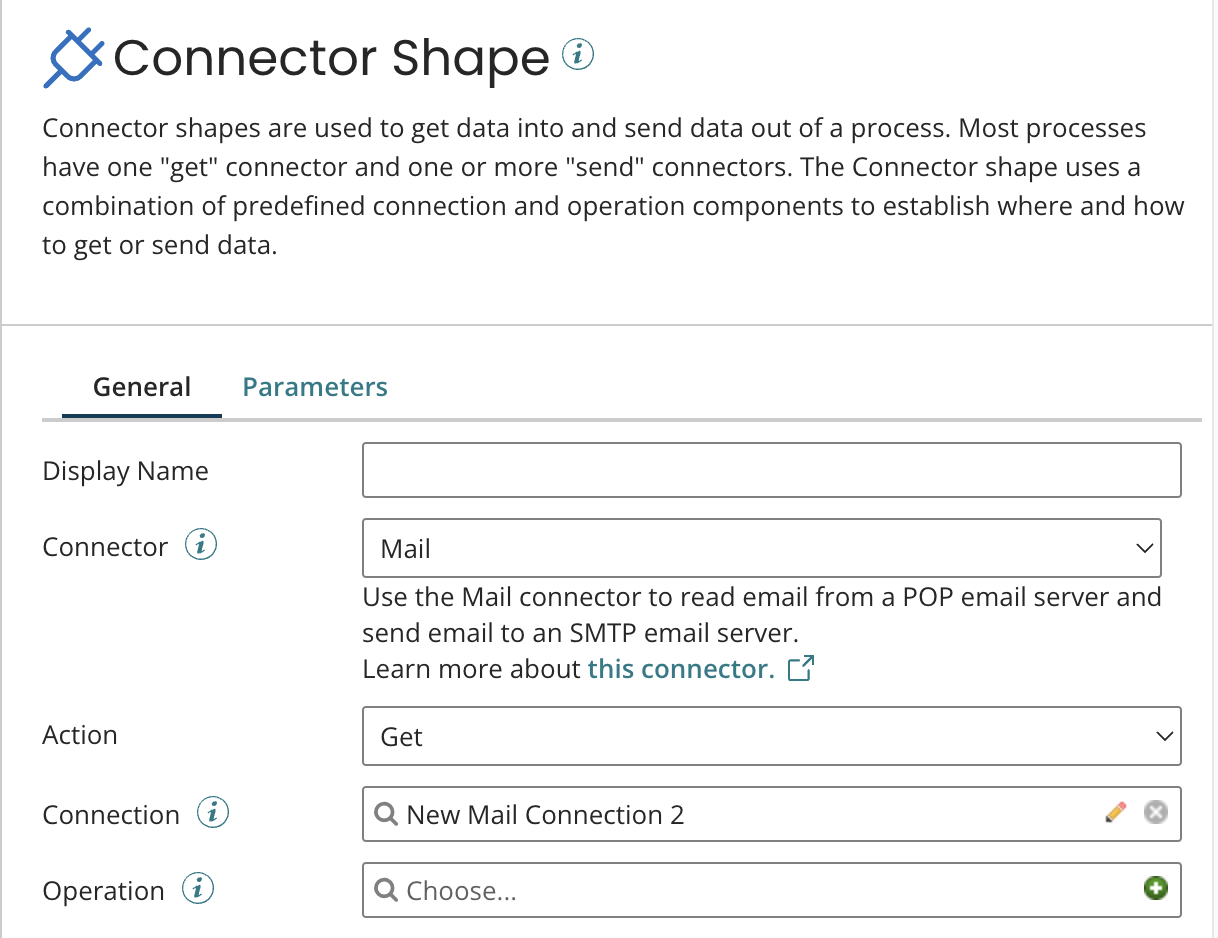 Connector Shape i
Connector shapes are used to get data into and send data out of a process. Most processes
have one "get" connector and one or more "send" connectors. The Connector shape uses a
combination of predefined connection and operation components to establish where and how
to get or send data.
General Parameters
Display Name
Connector i Mail
Use the Mail connector to read email from a POP email server and
send email to an SMTP email server.
Learn more about this connector.
Action Get
Connection i New Mail Connection 2
Operation i Choose...